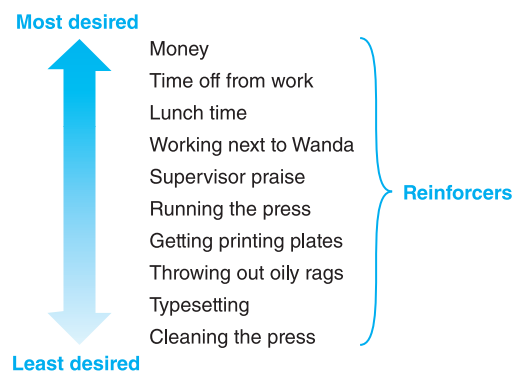 Most desired
Money
Time off from work
Lunch time
Working next to Wanda
Supervisor praise
Running the press
Getting printing plates
Throwing out oily rags
Typesetting
Cleaning the press
Least desired
Reinforcers